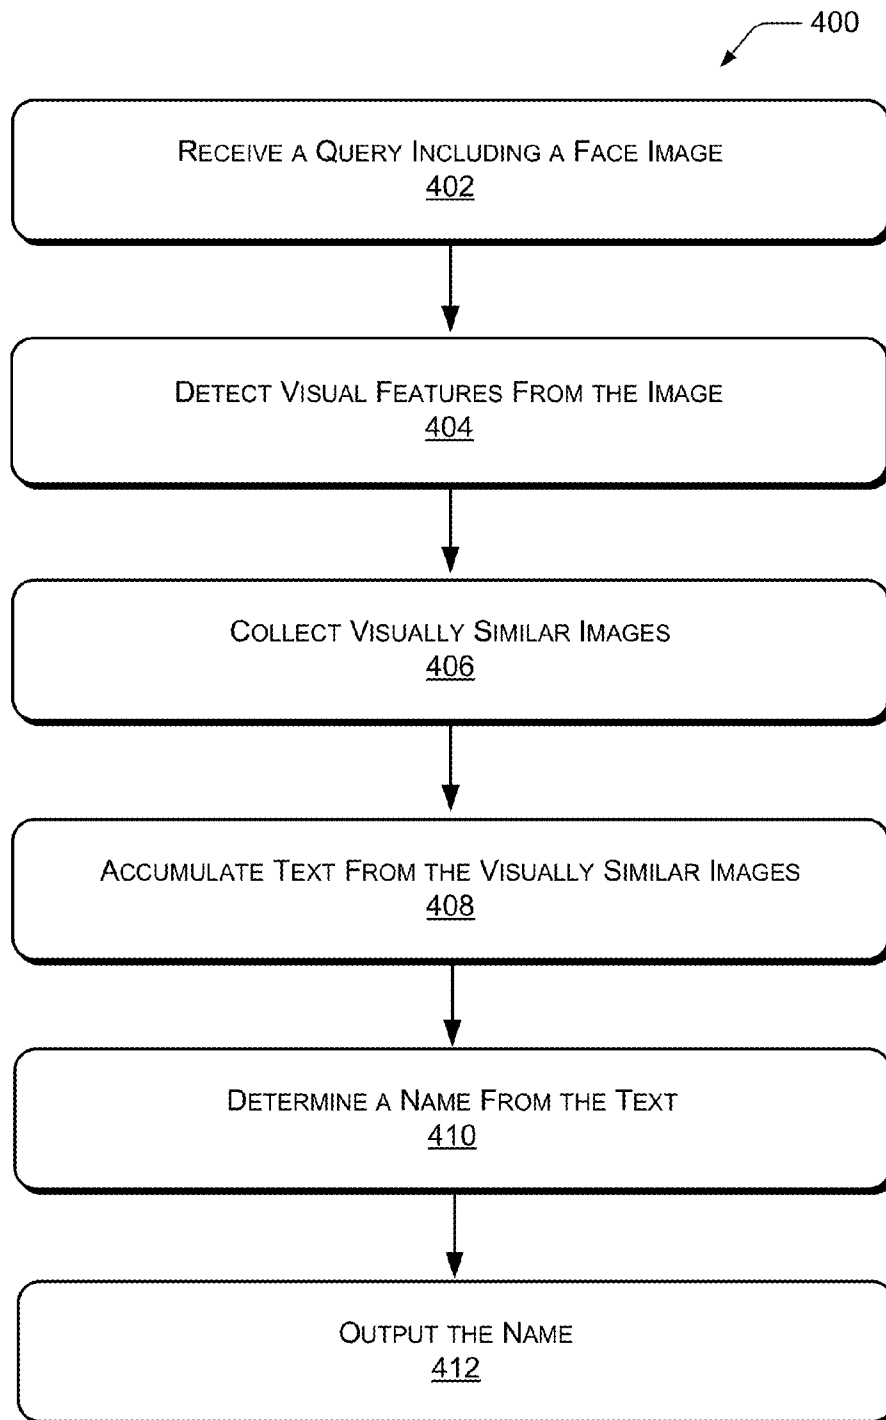 400
RECEIVE A QUERY INCLUDING A FACE IMAGE
402
DETECT VISUAL FEATURES FROM THE IMAGE
404
COLLECT VISUALLY SIMILAR IMAGES
406
ACCUMULATE TEXT FROM THE VISUALLY SIMILAR IMAGES
408
DETERMINE A NAME FROM THE TEXT
410
OUTPUT THE NAME
412